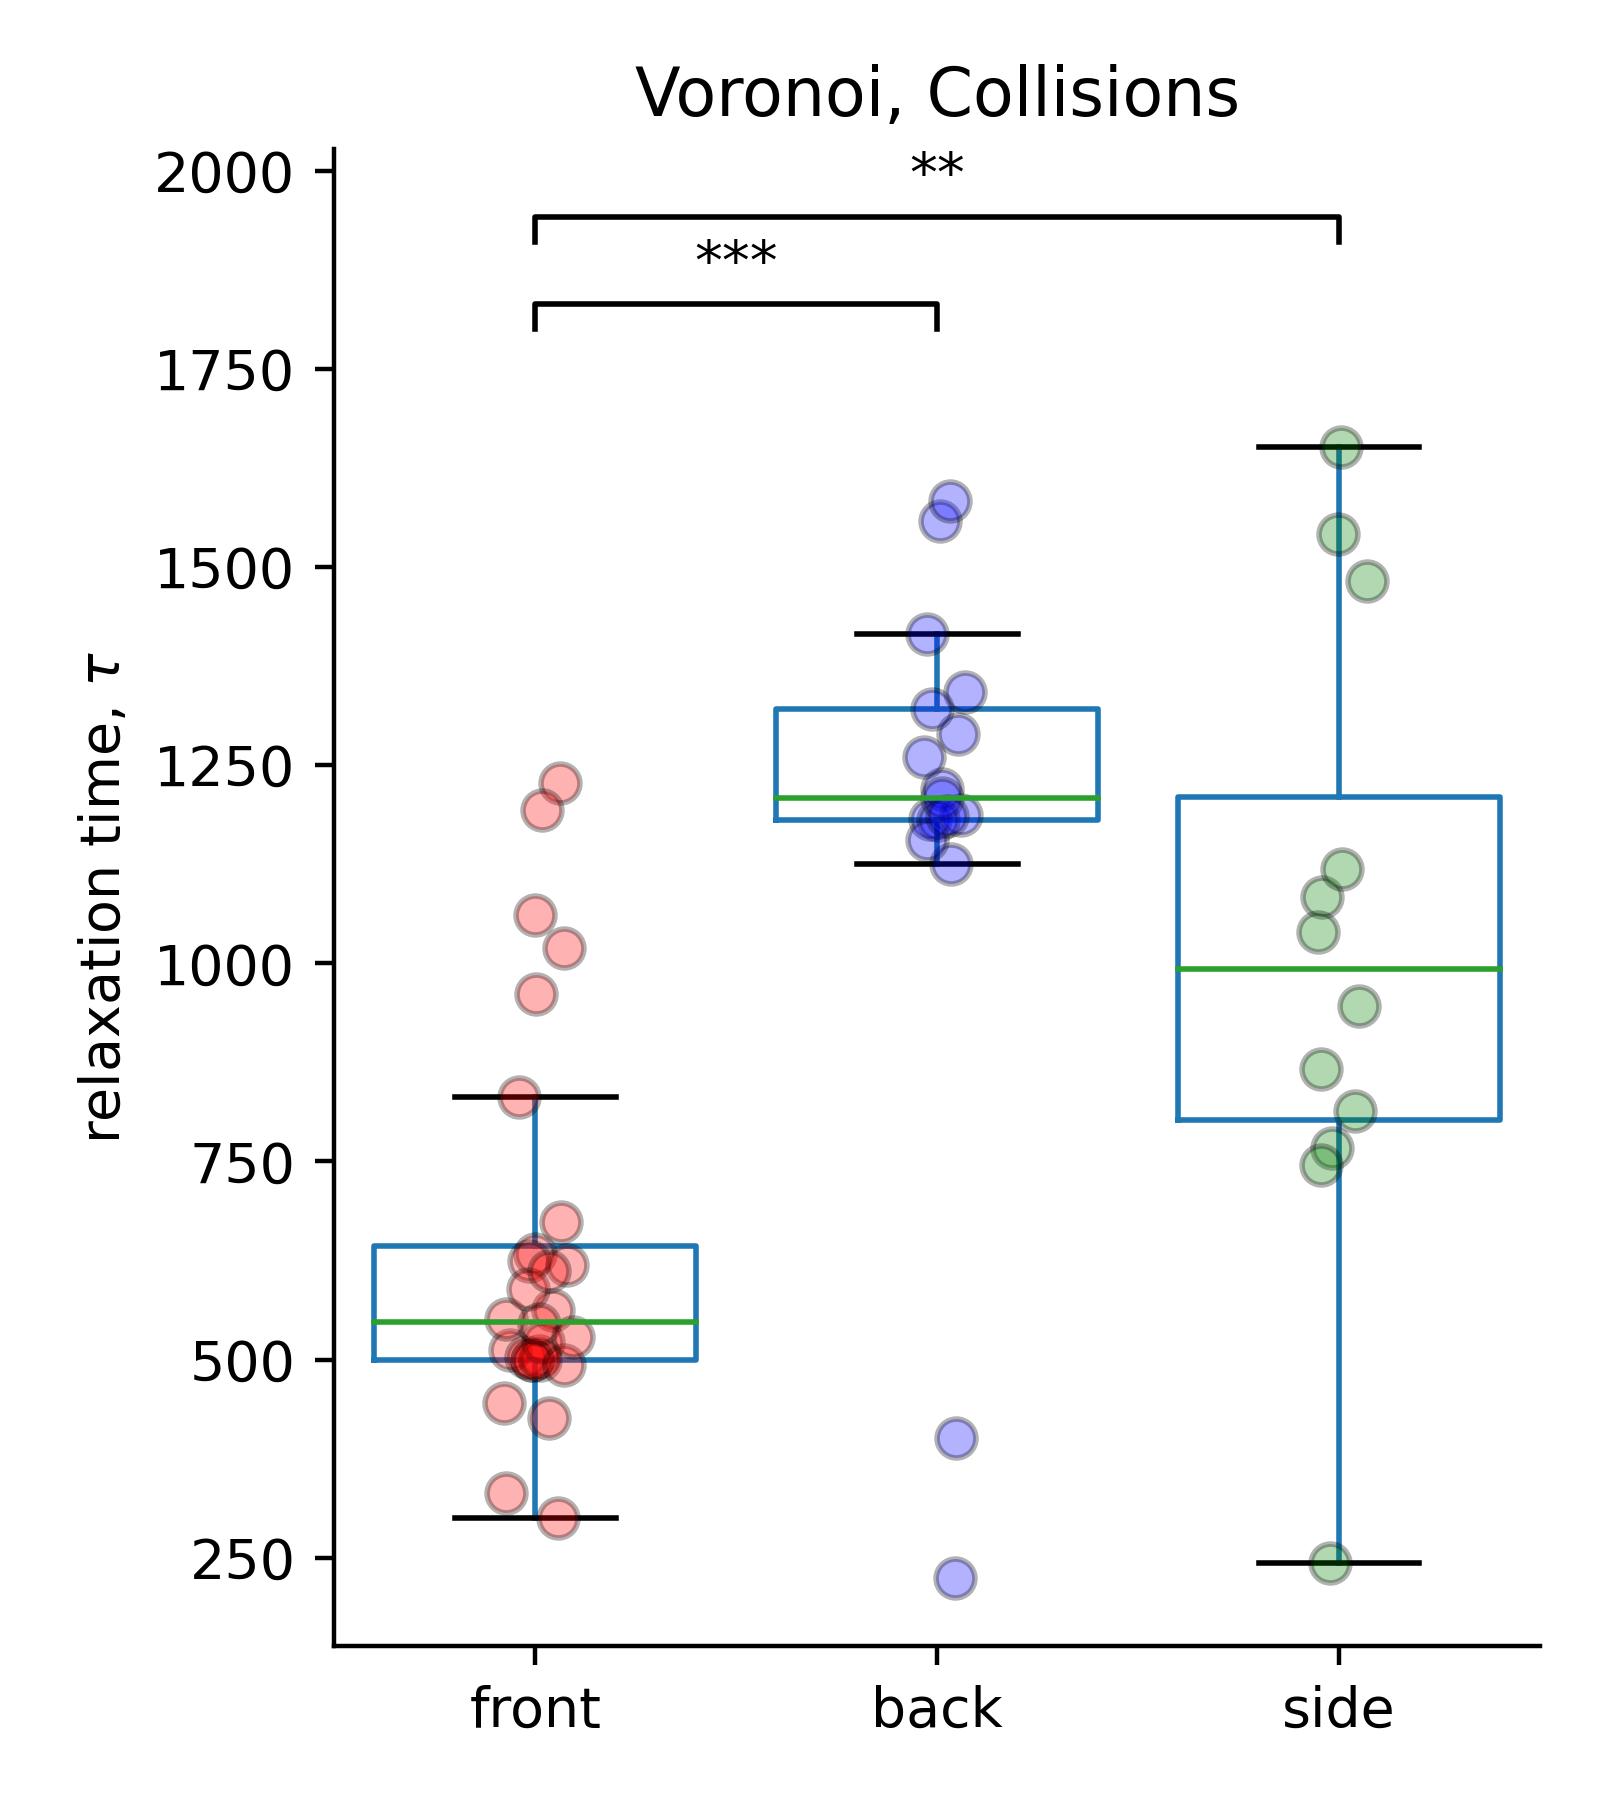 Voronoi, Collisions
**
***
relaxation time, τ
2000
1750
1500
1250
1000
750
500
250
front
back
side